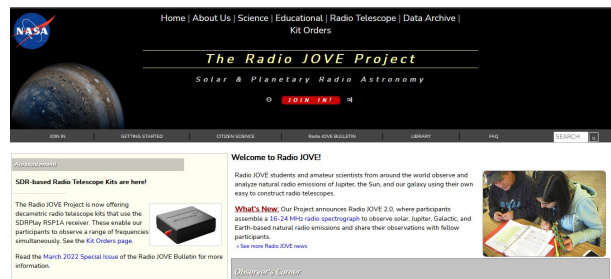 NASA
Home | About Us | Science | Educational | Radio Telescope | Data Archive |
Kit Orders
The Radio JOVE Project
Solar & Planetary Radio Astronomy
JOIN IN!
JOIN IN | GETTING STARTED | CITIZEN SCIENCE | Radio JOVE BULLETIN | LIBRARY | FAQ
SEARCH
Announcement
SDR-based Radio Telescope Kits are here!
The Radio JOVE Project is now offering
decametric radio telescope kits that use the
SDRPlay RSP1A receiver. These enable our
participants to observe a range of frequencies
simultaneously. See the Kit Orders page.
Read the March 2022 Special Issue of the Radio JOVE Bulletin for more
information.
Welcome to Radio JOVE!
Radio JOVE students and amateur scientists from around the world observe and
analyze natural radio emissions of Jupiter, the Sun, and our galaxy using their own
easy to construct radio telescopes.
What's New: Our Project announces Radio JOVE 2.0, where participants
assemble a 16-24 MHz radio spectrograph to observe solar, Jupiter, Galactic, and
Earth-based natural radio emissions and share their observations with fellow
participants.
» See more Radio JOVE news
Observer's Corner